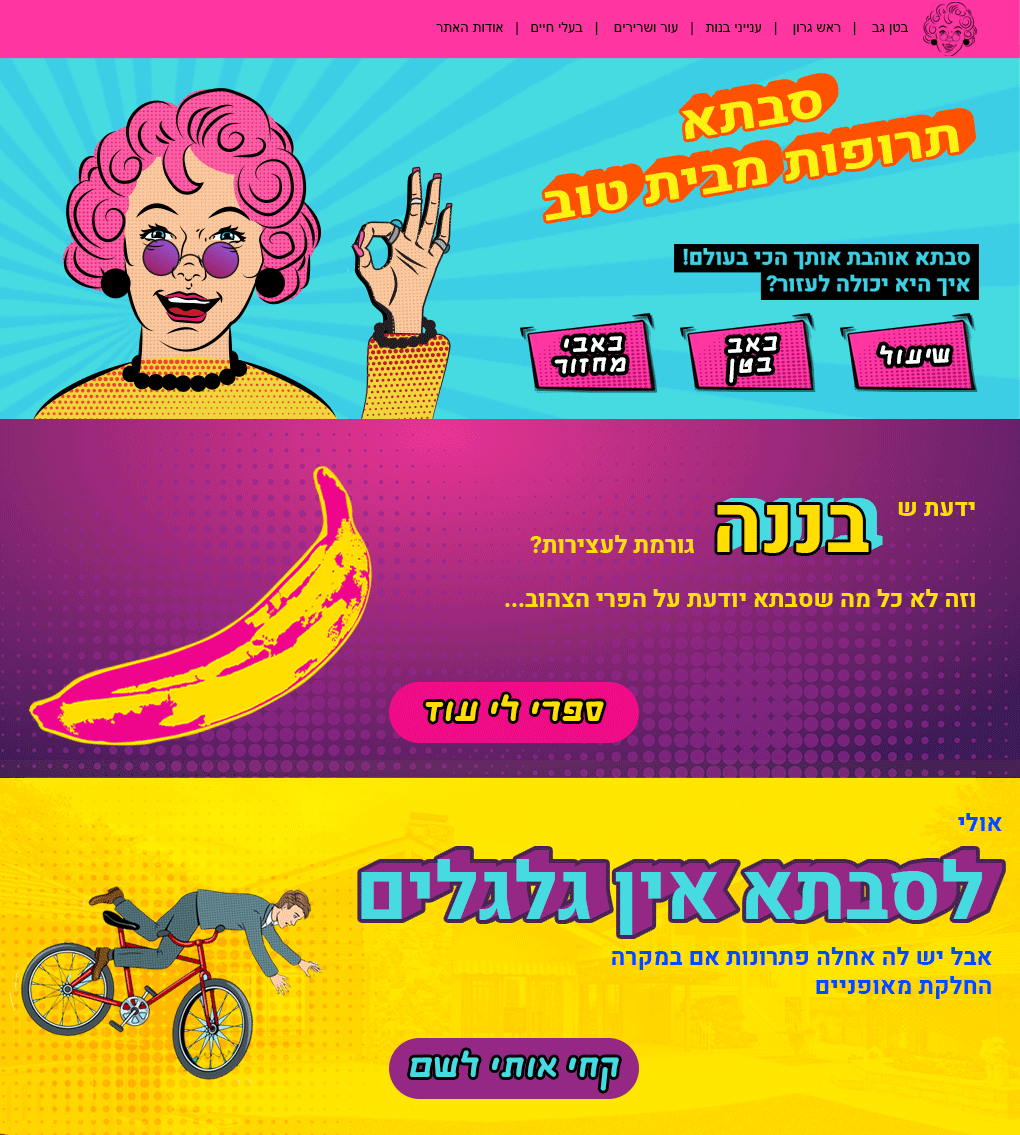 בטן גב | ראש גרון | ענייני בנות | עור ושרירים | בעלי חיים | אודות האתר
סבתא
תרופות מבית טוב
סבתא אוהבת אותך הכי בעולם!
איך היא יכולה לעזור?
שיעול
כאב
בטן
כאבי
מחזור
ידעת ש
בננה
גורמת לעצירות?
וזה לא כל מה שסבתא יודעת על הפרי הצהוב...
ספרי לי עוד
אולי
לסבתא אין גלגלים
אבל יש לה אחלה פתרונות אם במקרה
החלקת מאופניים
קחי אותי לשם